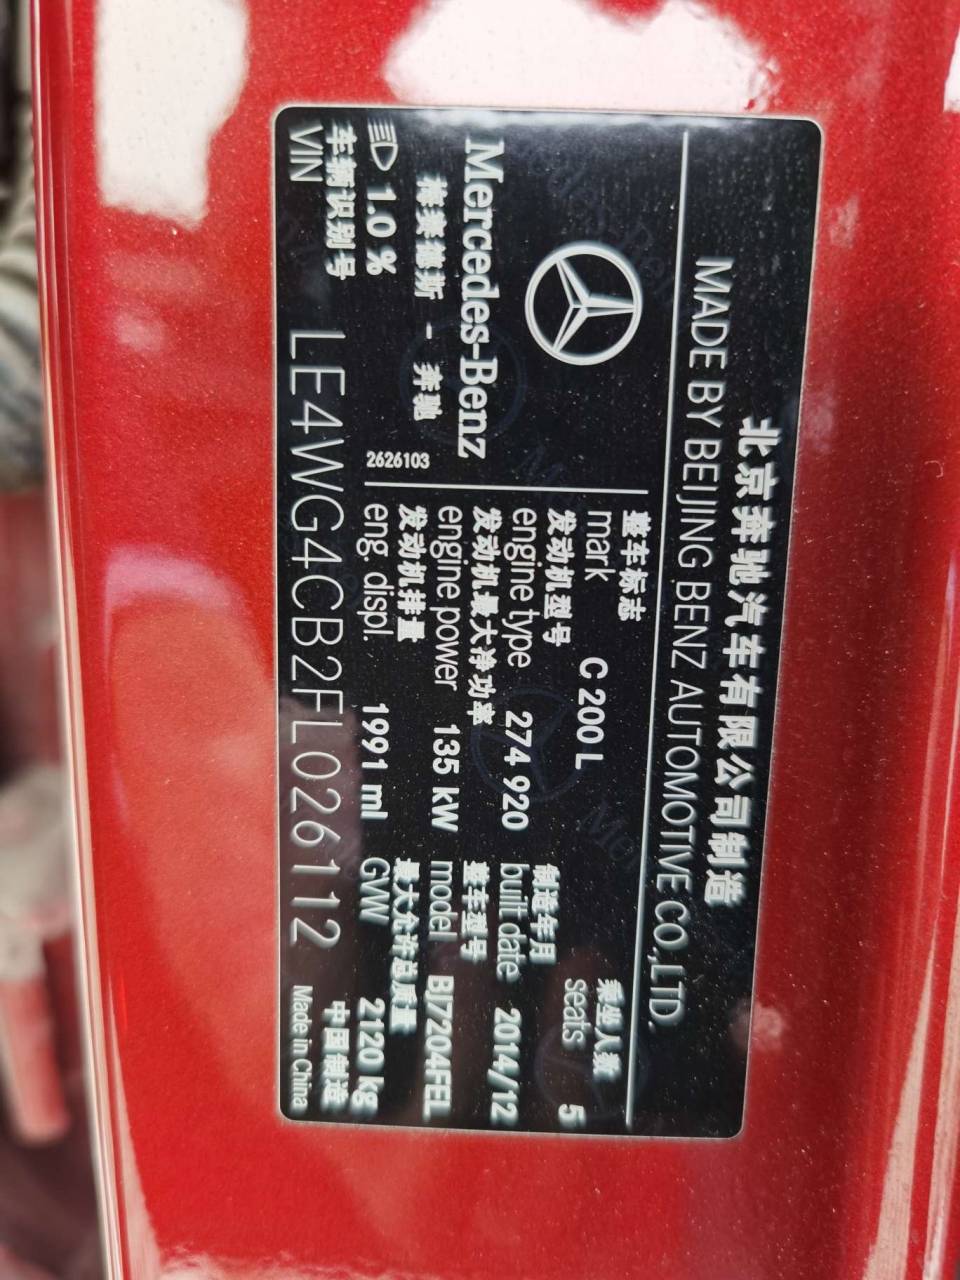 北京奔驰汽车有限公司制造
MADE BY BEIJING BENZ AUTOMOTIVE CO.,LTD.
Mercedes-Benz
梅赛德斯 - 奔驰
1.0 %
2626103
整车标志
mark C 200 L
乘坐人数
seats 5
发动机型号
engine type 274 920
制造年月
built date 2014/12
发动机最大净功率
engine power 135 kW
整车型号
model BJ7204FEL
发动机排量
eng. displ. 1991 ml
最大允许总质量
GVW 2120 kg
车辆识别号
VIN LE4WG4CB2FL026112
中国制造
Made in China